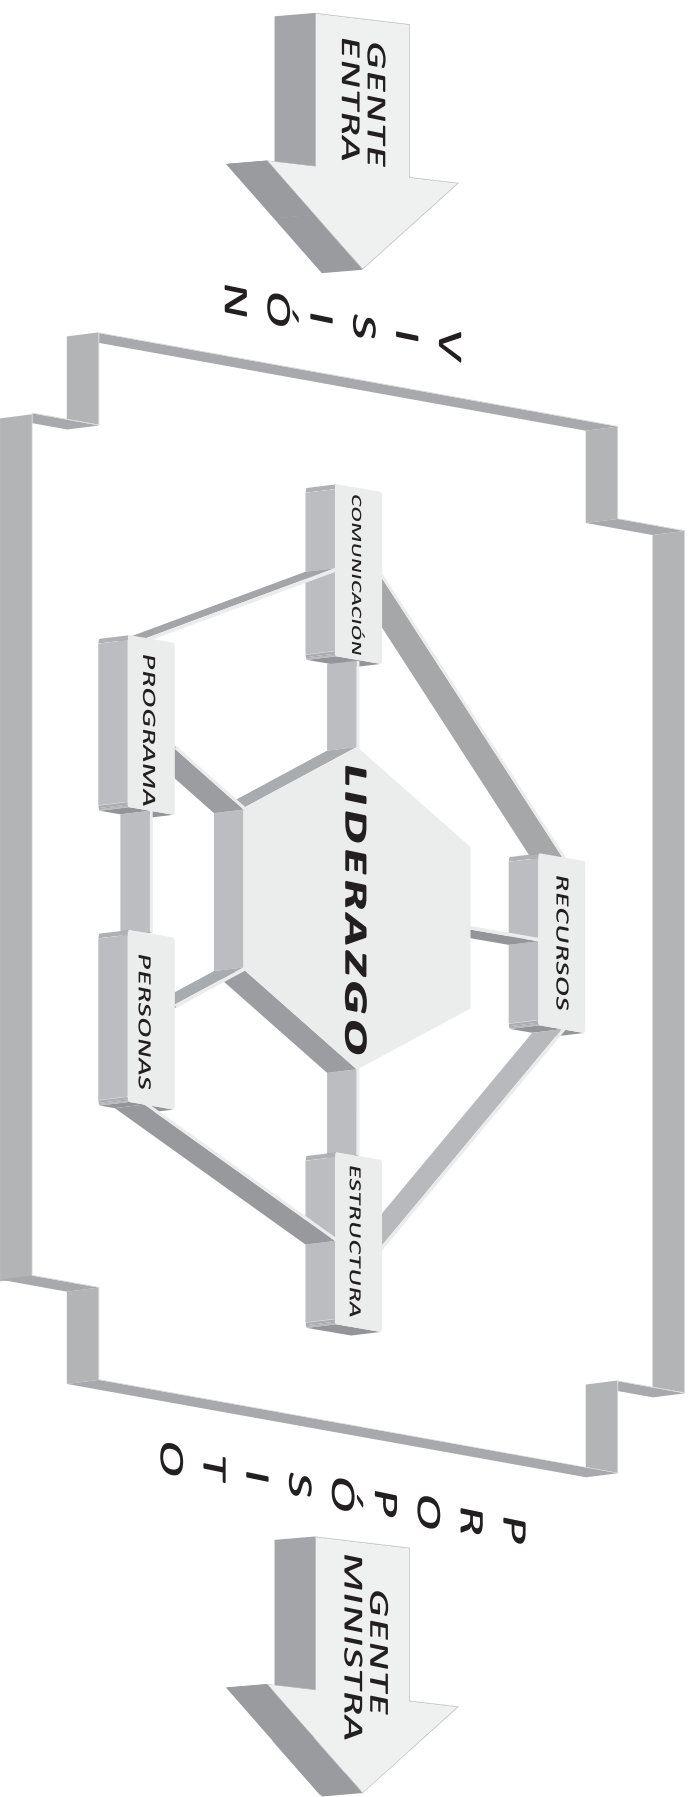 GENTE
ENTRA
VISIÓN
COMUNICACIÓN
PROGRAMA
LIDERAZGO
RECURSOS
PERSONAS
ESTRUCTURA
PROPÓSITO
GENTE
MINISTRA